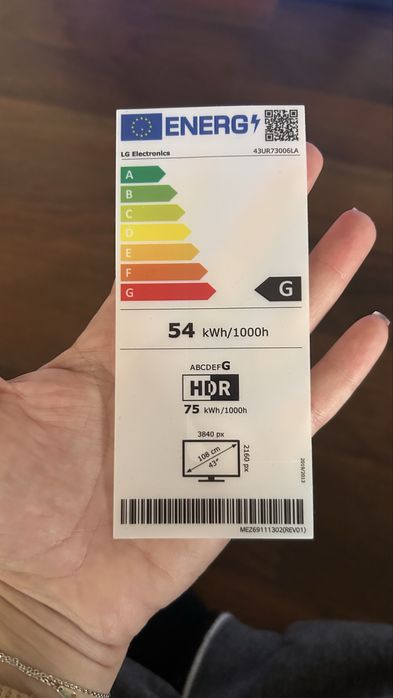 ENERG
LG Electronics 43UR73006LA
A
B
C
D
E
F
G
G
54 kWh/1000h
ABCDEFG
HDR
75 kWh/1000h
3840 px
2160 px
108 cm
43"
2019/2013
MEZ69111302(REV01)